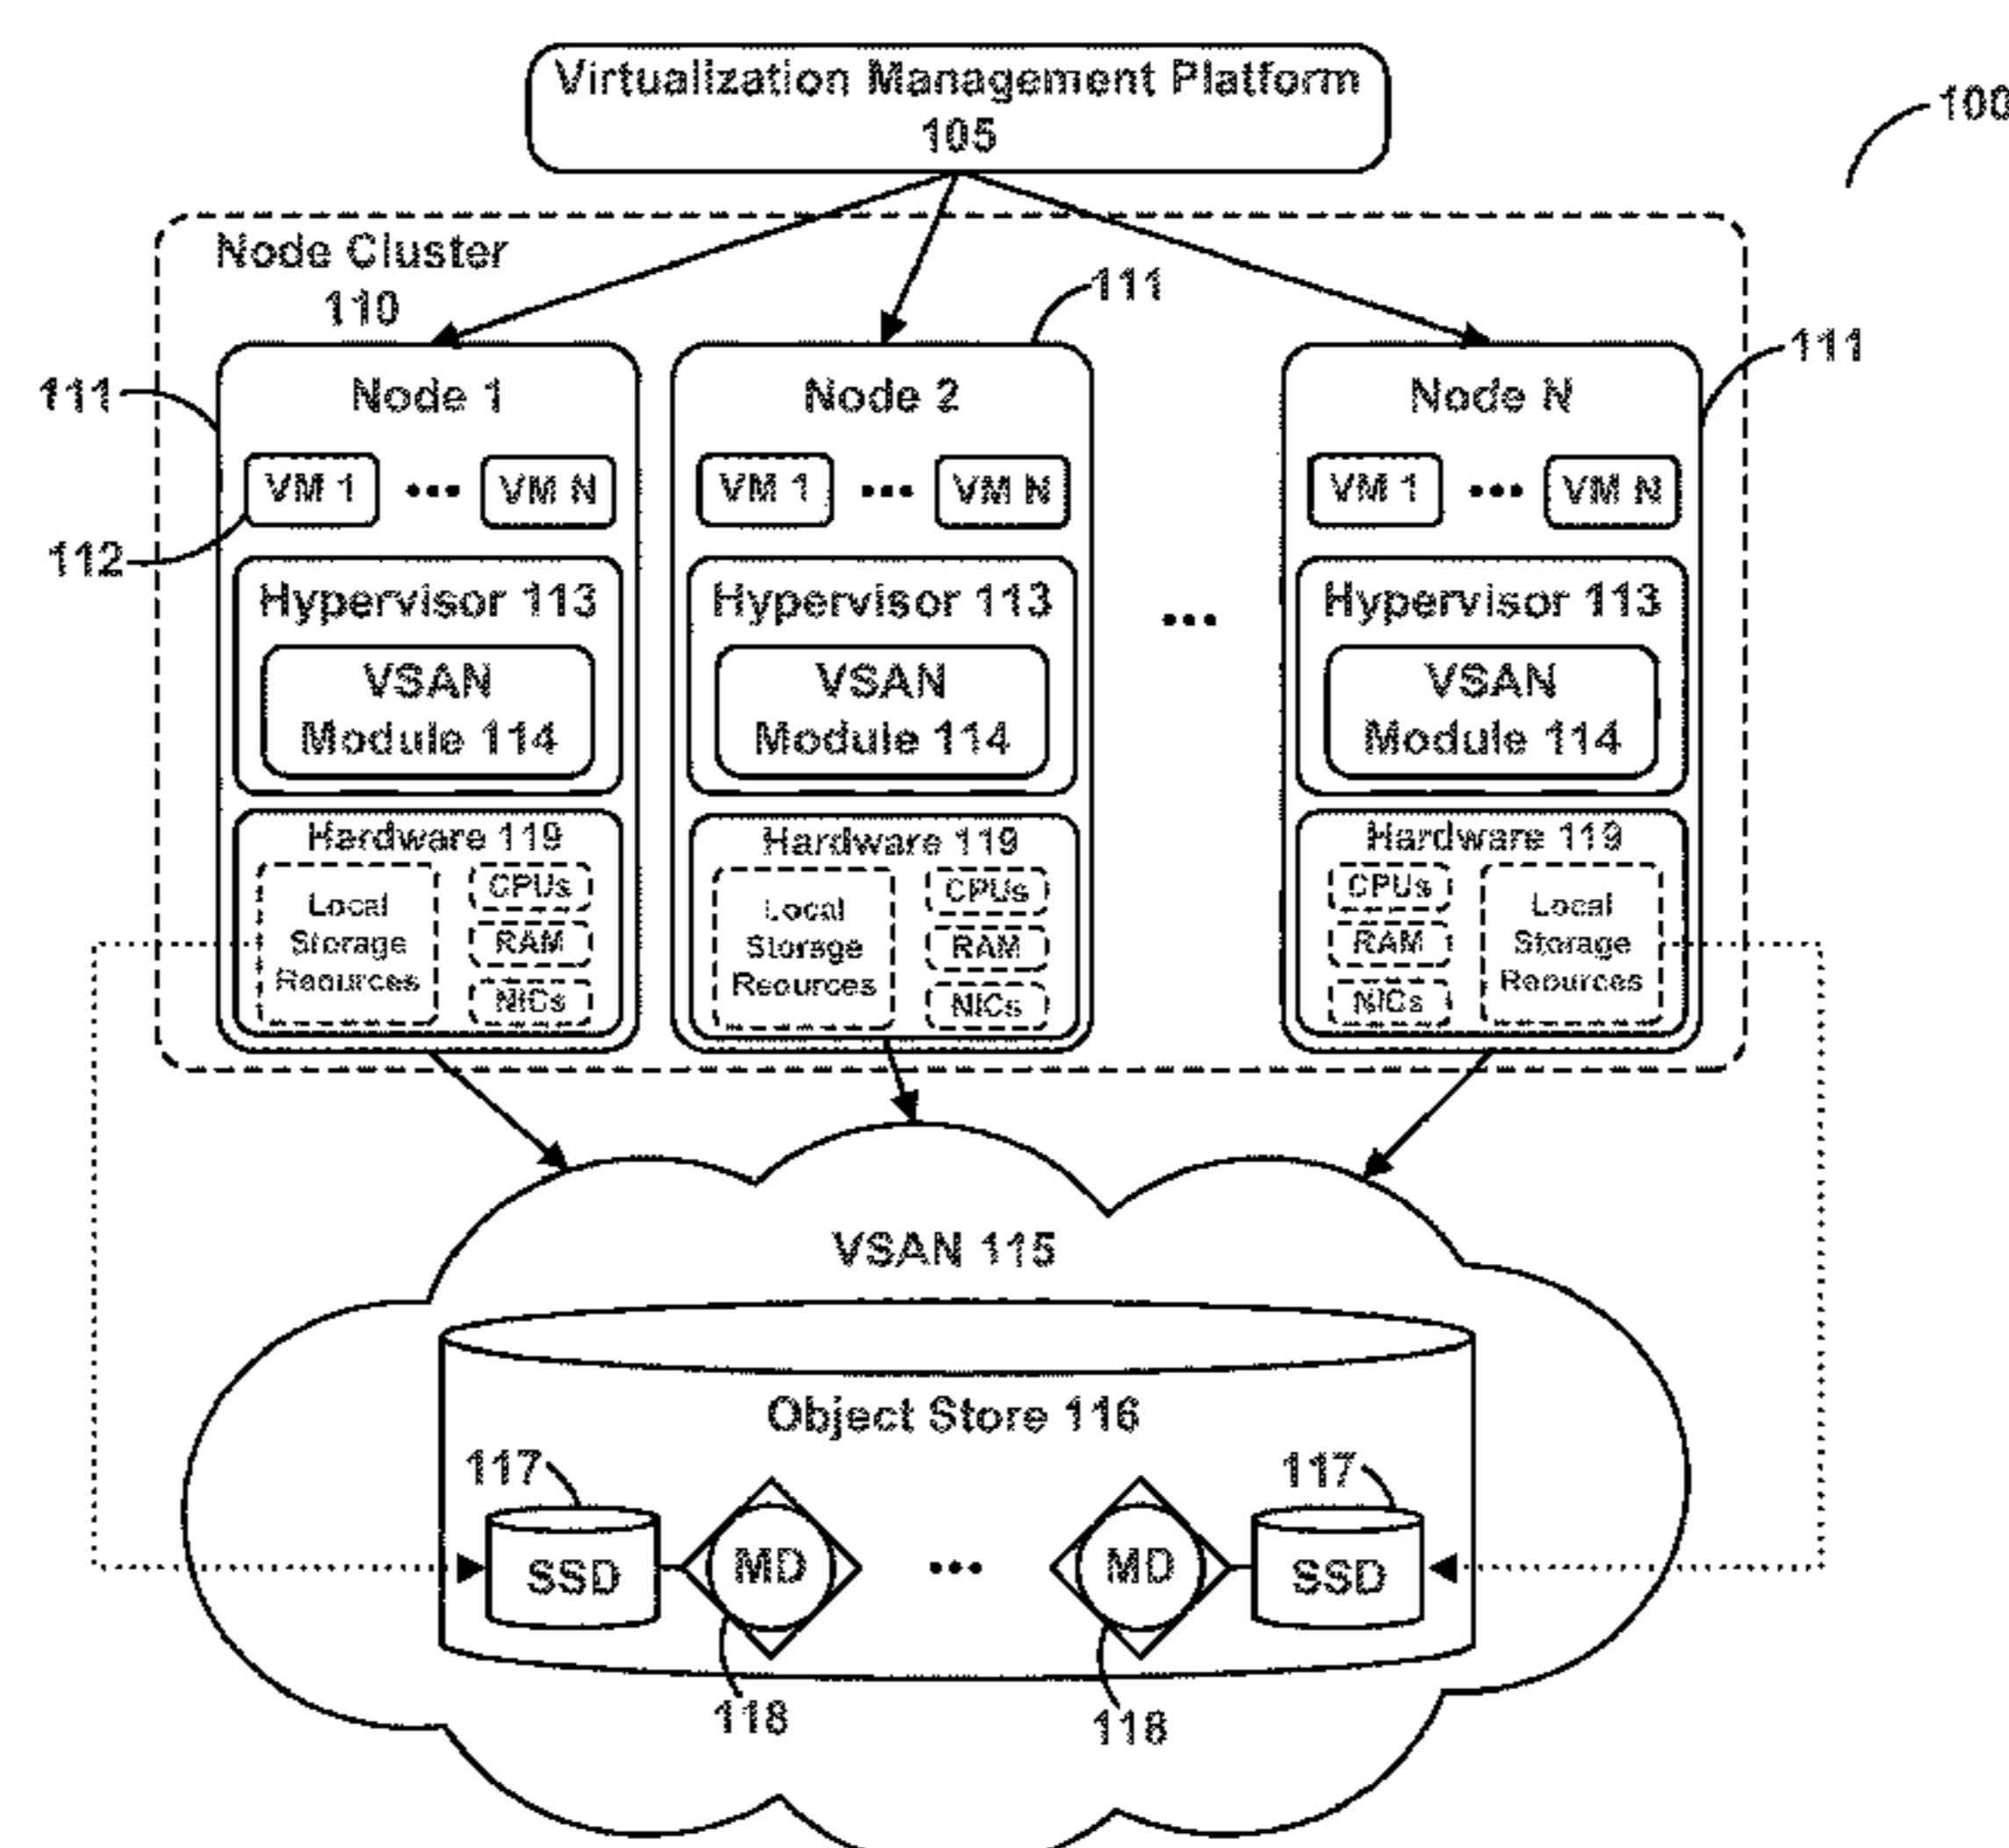 Virtualization Management Platform
105
100
Node Cluster
110
111
111
111
Node 1
Node 2
Node N
VM 1 ••• VM N
VM 1 ••• VM N
VM 1 ••• VM N
112
Hypervisor 113
VSAN
Module 114
Hypervisor 113
VSAN
Module 114
•••
Hypervisor 113
VSAN
Module 114
Hardware 119
Local
Storage
Reources
CPUs
RAM
NICs
Hardware 119
Local
Storage
Reources
CPUs
RAM
NICs
Hardware 119
CPUs
RAM
NICs
Local
Storage
Reources
VSAN 115
Object Store 116
117
117
SSD
MD
•••
MD
SSD
118
118